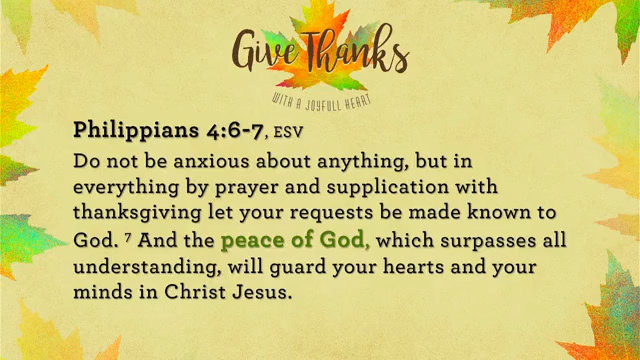 Give Thanks
WITH A JOYFULL HEART
Philippians 4:6-7, ESV
Do not be anxious about anything, but in
everything by prayer and supplication with
thanksgiving let your requests be made known to
God. ⁷ And the peace of God, which surpasses all
understanding, will guard your hearts and your
minds in Christ Jesus.